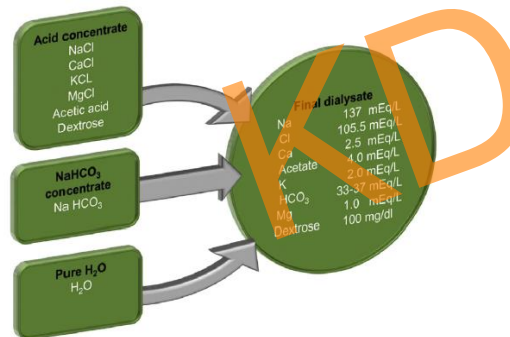 Acid concentrate
NaCl
CaCl
KCL
MgCl
Acetic acid
Dextrose
NaHCO₃
concentrate
Na HCO₃
Pure H₂O
H₂O
Final dialysate
Na 137 mEq/L
Cl 105.5 mEq/L
Ca 2.5 mEq/L
Acetate 4.0 mEq/L
K 2.0 mEq/L
HCO₃ 33-37 mEq/L
Mg 1.0 mEq/L
Dextrose 100 mg/dl
KD